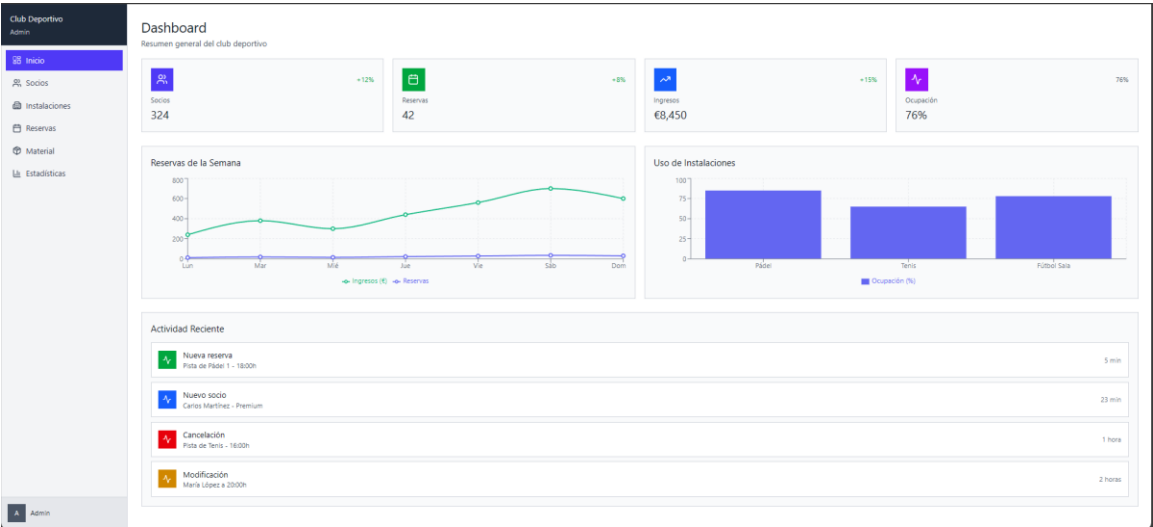 Club Deportivo
Admin
Inicio
Socios
Instalaciones
Reservas
Material
Estadísticas
A Admin
Dashboard
Resumen general del club deportivo
+12%
Socios
324
+8%
Reservas
42
+15%
Ingresos
€8,450
76%
Ocupación
76%
Reservas de la Semana
800
600
400
200
0
Lun Mar Mié Jue Vie Sáb Dom
Ingresos (€) Reservas
Uso de Instalaciones
100
75
50
25
0
Pádel Tenis Fútbol Sala
Ocupación (%)
Actividad Reciente
Nueva reserva
Pista de Pádel 1 - 18:00h
5 min
Nuevo socio
Carlos Martínez - Premium
23 min
Cancelación
Pista de Tenis - 16:00h
1 hora
Modificación
María López a 20:00h
2 horas